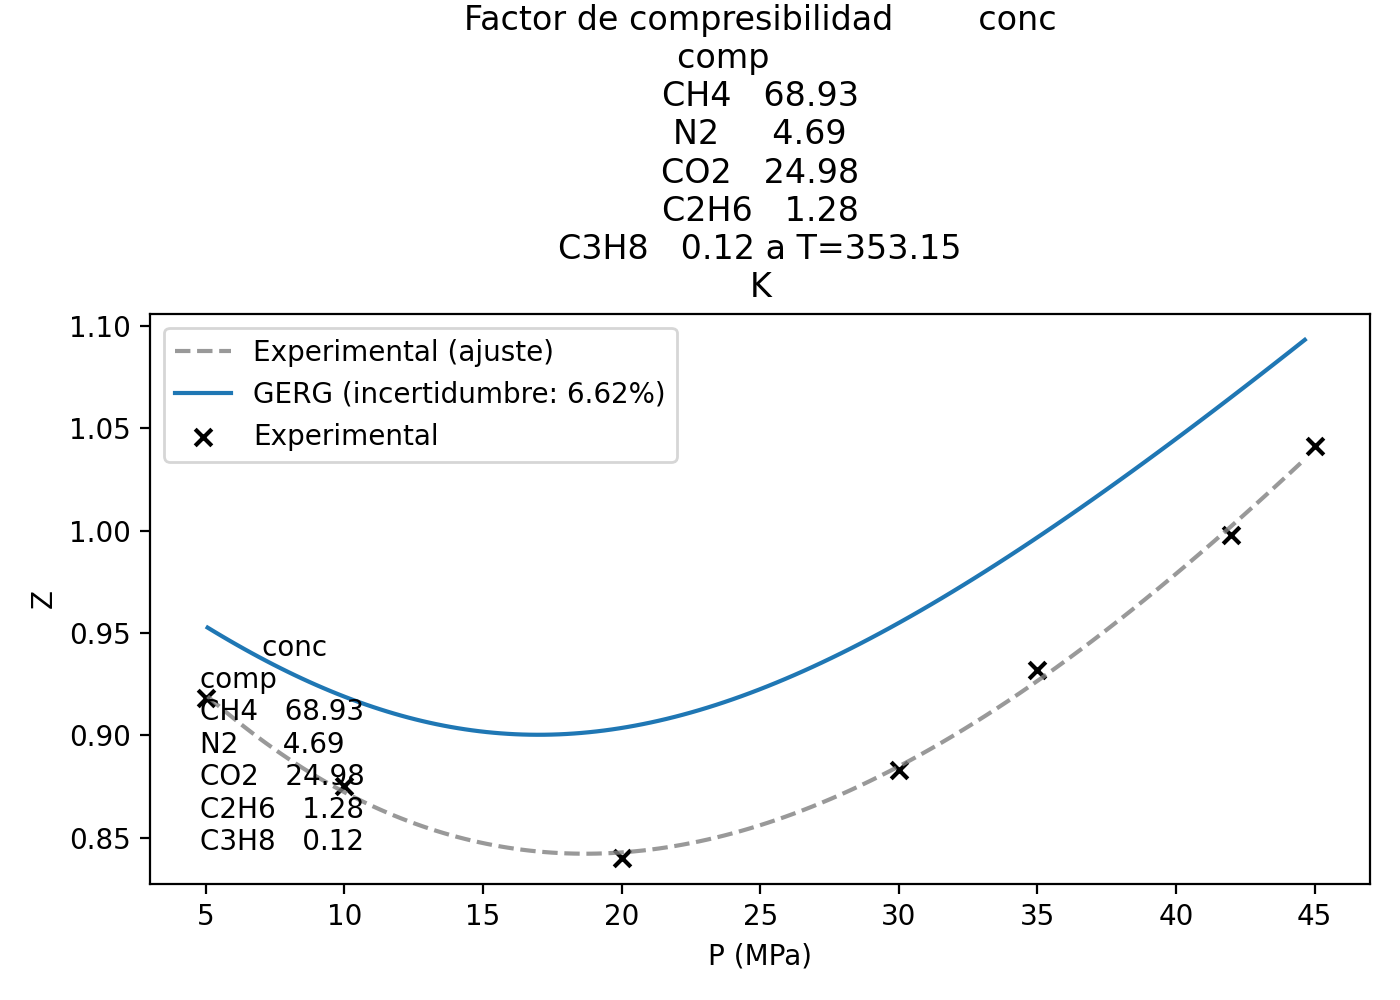 Factor de compresibilidad conc
comp
CH4 68.93
N2 4.69
CO2 24.98
C2H6 1.28
C3H8 0.12 a T=353.15
K
1.10
1.05
1.00
0.95
0.90
0.85
Z
Experimental (ajuste)
GERG (incertidumbre: 6.62%)
Experimental
conc
comp
CH4 68.93
N2 4.69
CO2 24.98
C2H6 1.28
C3H8 0.12
5 10 15 20 25 30 35 40 45
P (MPa)